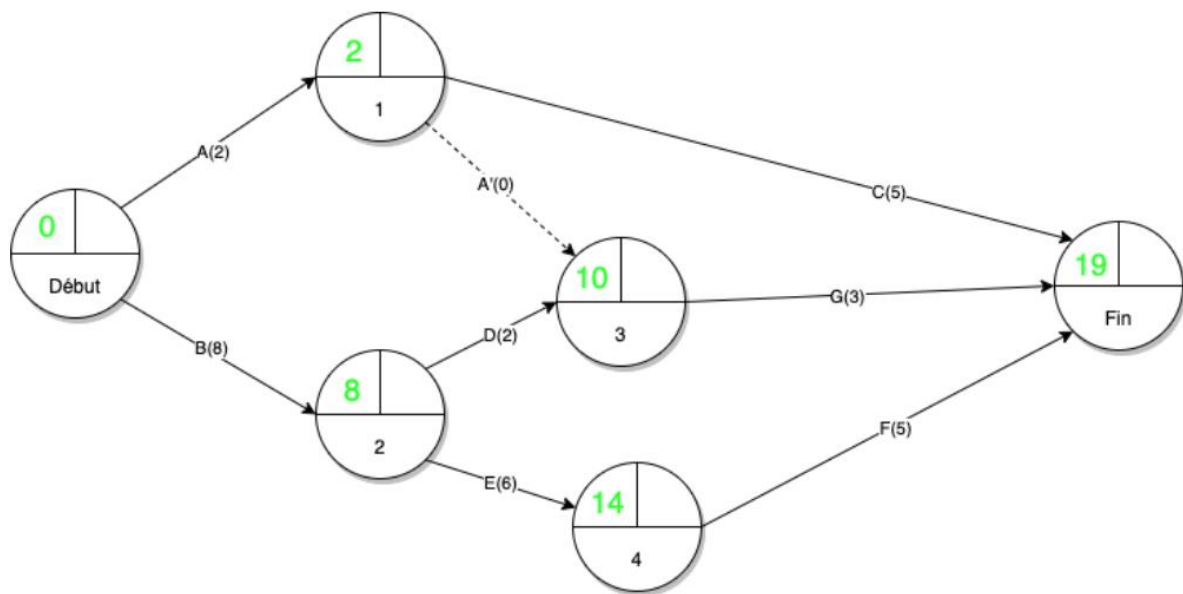 2
1
A(2)
A'(0)
C(5)
0
Début
10
3
19
Fin
G(3)
B(8)
D(2)
8
2
F(5)
E(6)
14
4